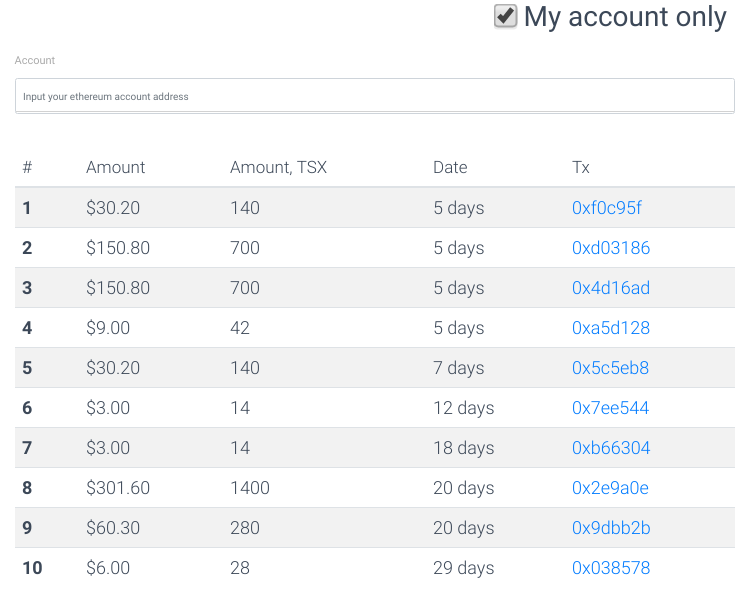 My account only
Account
Input your ethereum account address
# Amount Amount, TSX Date Tx
1 $30.20 140 5 days 0xf0c95f
2 $150.80 700 5 days 0xd03186
3 $150.80 700 5 days 0x4d16ad
4 $9.00 42 5 days 0xa5d128
5 $30.20 140 7 days 0x5c5eb8
6 $3.00 14 12 days 0x7ee544
7 $3.00 14 18 days 0xb66304
8 $301.60 1400 20 days 0x2e9a0e
9 $60.30 280 20 days 0x9dbb2b
10 $6.00 28 29 days 0x038578